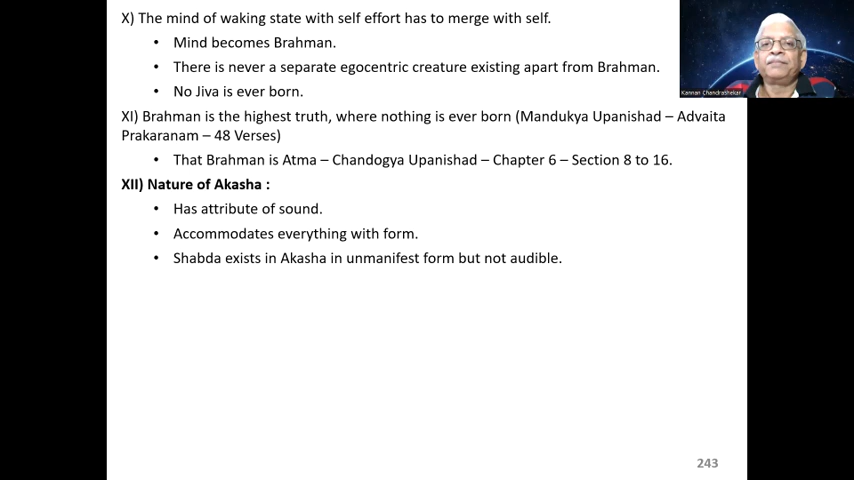 X) The mind of waking state with self effort has to merge with self.
• Mind becomes Brahman.
• There is never a separate egocentric creature existing apart from Brahman.
• No Jiva is ever born.
XI) Brahman is the highest truth, where nothing is ever born (Mandukya Upanishad – Advaita
Prakaranam – 48 Verses)
• That Brahman is Atma – Chandogya Upanishad – Chapter 6 – Section 8 to 16.
XII) Nature of Akasha :
• Has attribute of sound.
• Accommodates everything with form.
• Shabda exists in Akasha in unmanifest form but not audible.
243
Kannan Chandrashekar